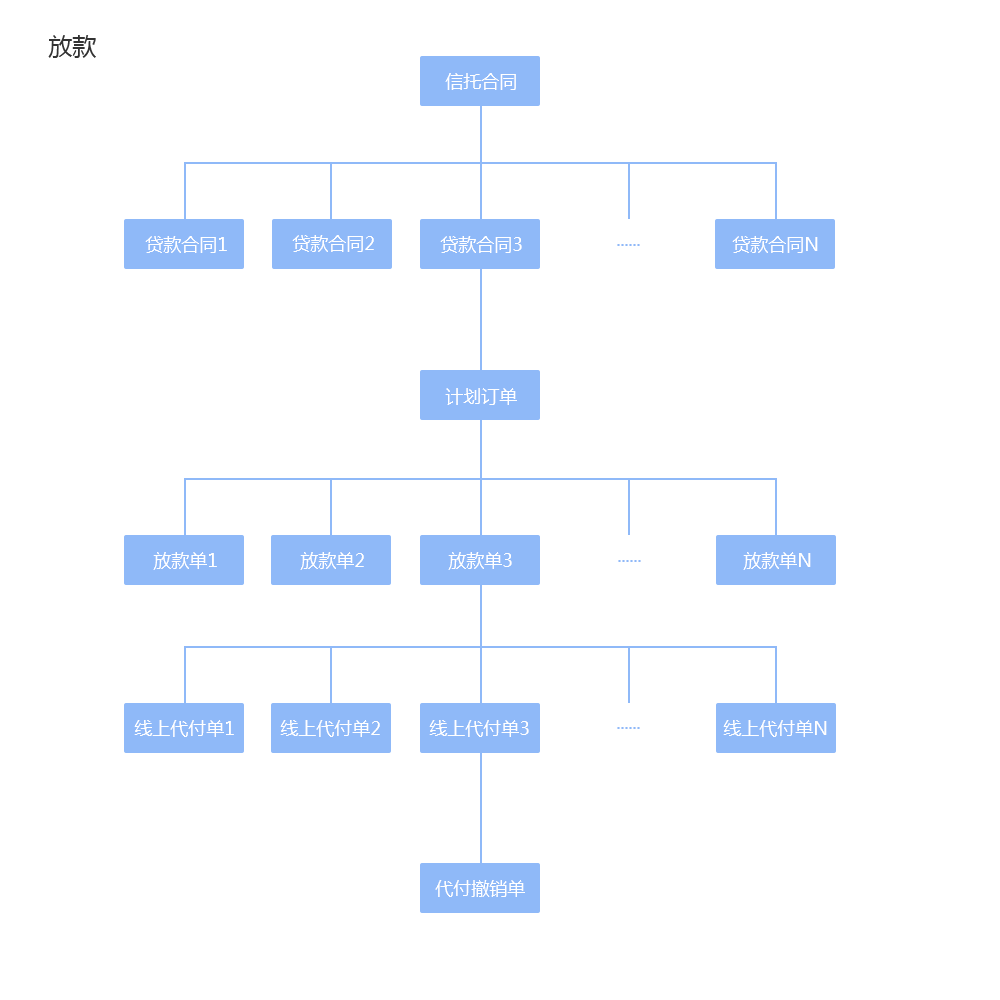 放款
信托合同
贷款合同1
贷款合同2
贷款合同3
......
贷款合同N
计划订单
放款单1
放款单2
放款单3
......
放款单N
线上代付单1
线上代付单2
线上代付单3
......
线上代付单N
代付撤销单